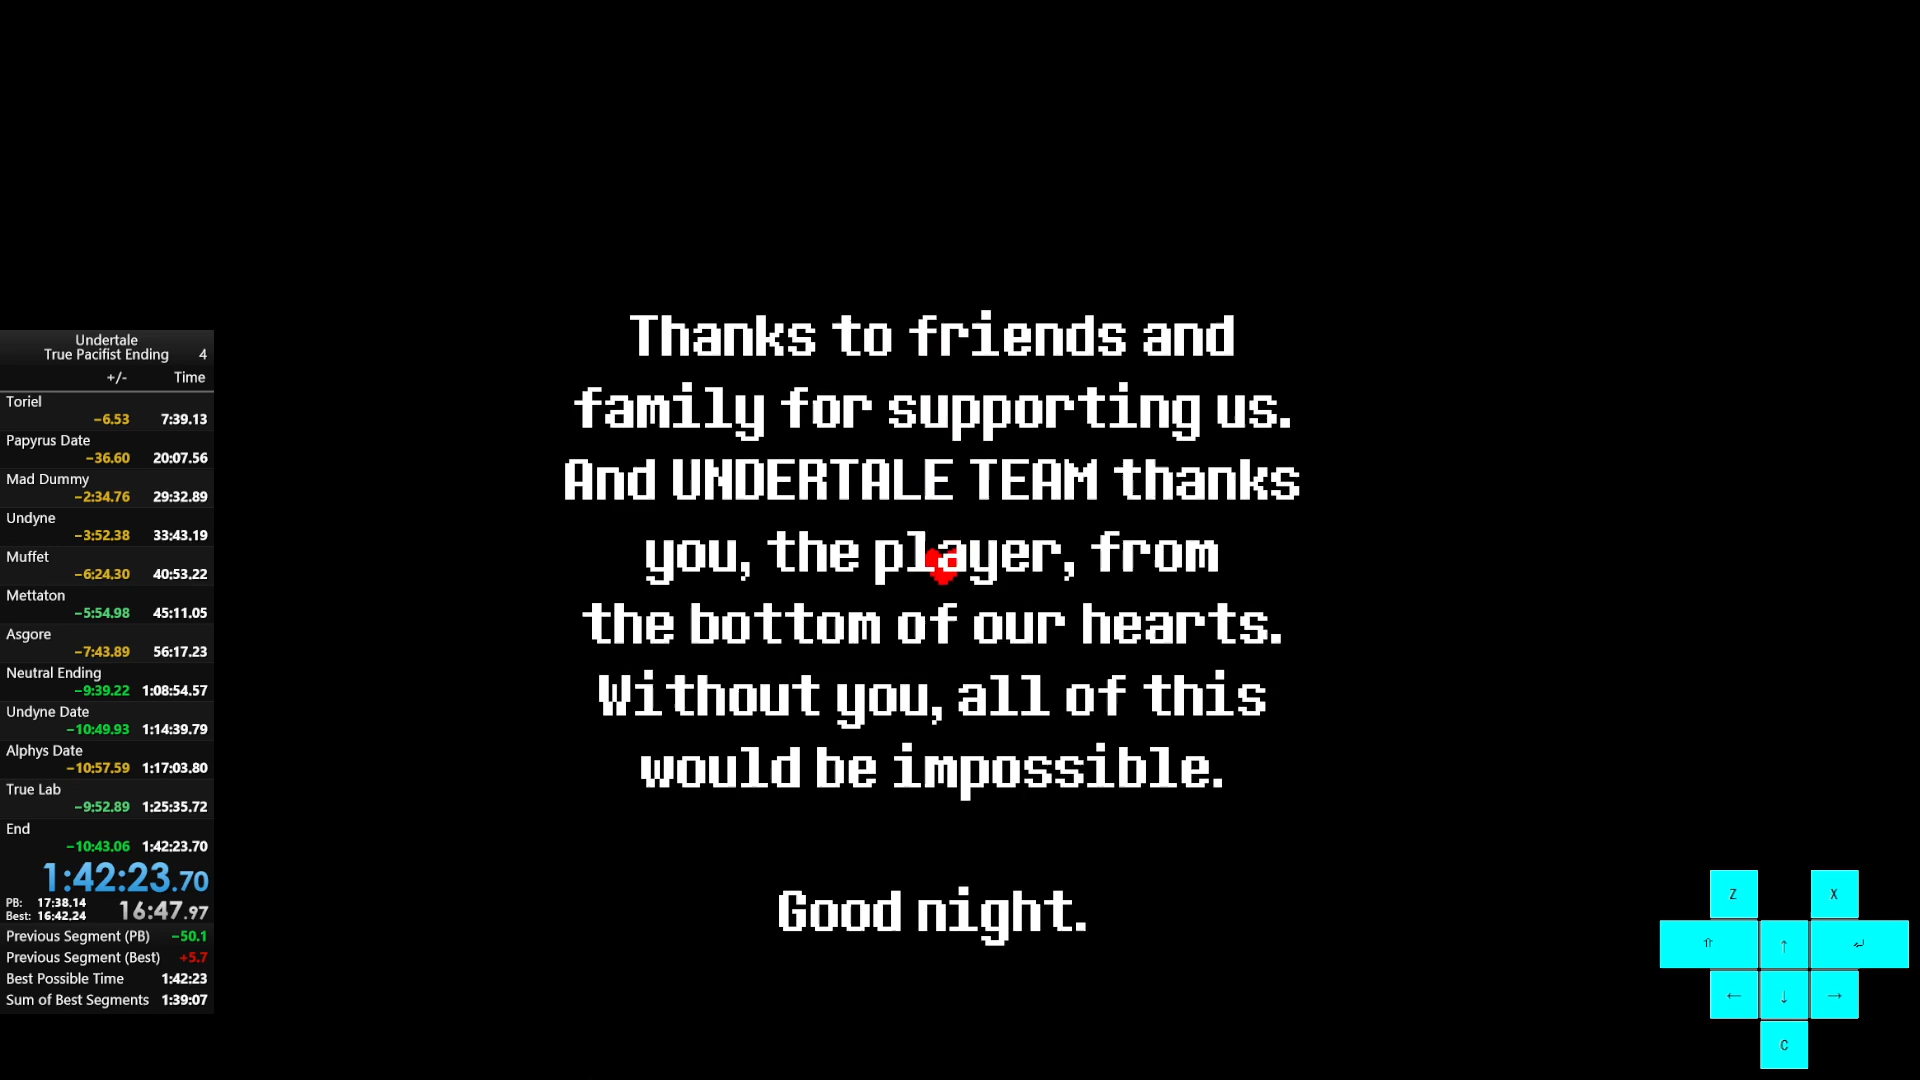 Undertale
True Pacifist Ending 4
+/- Time
Toriel
−6.53 7:39.13
Papyrus Date
−36.60 20:07.56
Mad Dummy
−2:34.76 29:32.89
Undyne
−3:52.38 33:43.19
Muffet
−6:24.30 40:53.22
Mettaton
−5:54.98 45:11.05
Asgore
−7:43.89 56:17.23
Neutral Ending
−9:39.22 1:08:54.57
Undyne Date
−10:49.93 1:14:39.79
Alphys Date
−10:57.59 1:17:03.80
True Lab
−9:52.89 1:25:35.72
End
−10:43.06 1:42:23.70
1:42:23.70
PB: 17:38.14
Best: 16:42.24
16:47.97
Previous Segment (PB) −50.1
Previous Segment (Best) +5.7
Best Possible Time 1:42:23
Sum of Best Segments 1:39:07
Thanks to friends and
family for supporting us.
And UNDERTALE TEAM thanks
you, the player, from
the bottom of our hearts.
Without you, all of this
would be impossible.
Good night.
Z X
⇧ ↑ ⏎
← ↓ →
C